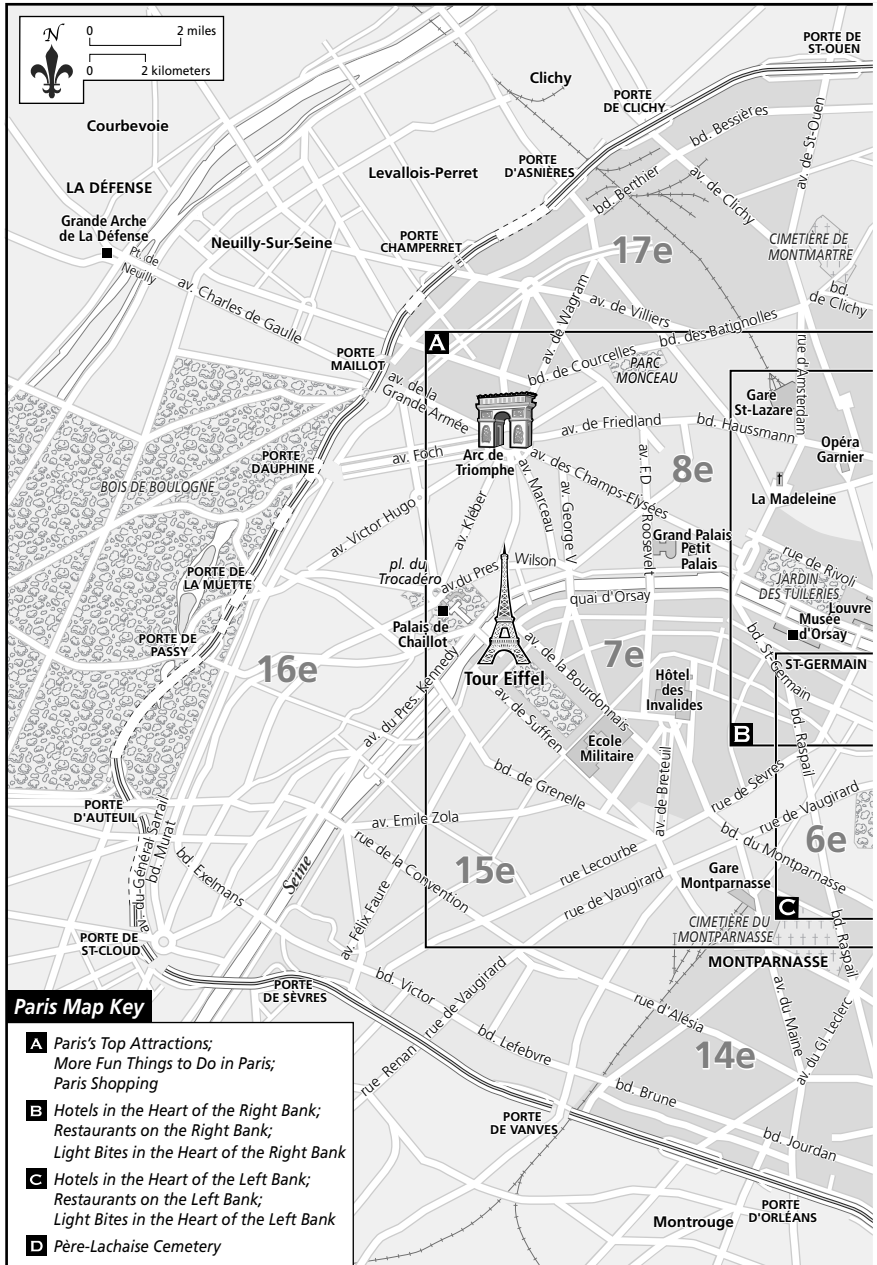 N
0 2 miles
0 2 kilometers
PORTE DE
ST-OUEN
Clichy
PORTE
DE CLICHY
bd. Bessières
av. de St-Ouen
Courbevoie
Levallois-Perret
PORTE
D'ASNIÈRES
bd. Berthier
av. de Clichy
LA DÉFENSE
Grande Arche
de La Défense
Pt. de
Neuilly
Neuilly-Sur-Seine
PORTE
CHAMPERRET
17e
CIMETIÈRE DE
MONTMARTRE
bd.
de Clichy
av. Charles de Gaulle
av. de Wagram
av. de Villiers
bd. des Batignolles
A
PORTE
MAILLOT
bd. de Courcelles
PARC
MONCEAU
rue d'Amsterdam
av. de la
Grande Armée
Gare
St-Lazare
av. de Friedland
bd. Haussmann
Opéra
Garnier
Arc de
Triomphe
av. Foch
PORTE
DAUPHINE
BOIS DE BOULOGNE
av. des Champs-Elysées
8e
av. F.D. Roosevelt
La Madeleine
av. Victor Hugo
av. Kléber
av. Marceau
av. George V
Grand Palais
Petit
Palais
rue de Rivoli
JARDIN
DES TUILERIES
Louvre
PORTE DE
LA MUETTE
pl. du
Trocadéro
av.du Pres. Wilson
quai d'Orsay
Musée
d'Orsay
Palais de
Chaillot
PORTE DE
PASSY
16e
7e
av. de la Bourdonnais
bd. St-Germain
ST-GERMAIN
Tour Eiffel
Hôtel
des
Invalides
av. du Pres. Kennedy
av. de Suffren
Ecole
Militaire
B
bd. Raspail
bd. de Grenelle
av. de Breteuil
rue de Sèvres
rue de Vaugirard
PORTE
D'AUTEUIL
av. du Général Sarrail
bd. Murat
bd. Exelmans
Seine
av. Emile Zola
rue de la Convention
15e
rue Lecourbe
rue de Vaugirard
bd. du Montparnasse
6e
Gare
Montparnasse
C
av. Félix Faure
CIMETIÈRE DU
MONTPARNASSE
MONTPARNASSE
bd. Raspail
PORTE DE
ST-CLOUD
PORTE
DE SÈVRES
bd. Victor
rue de Vaugirard
rue Renan
bd. Lefebvre
rue d'Alésia
av. du Maine
av. du Gl. Leclerc
14e
bd. Brune
PORTE
DE VANVES
bd. Jourdan
Montrouge
PORTE
D'ORLÉANS
Paris Map Key
A Paris's Top Attractions;
More Fun Things to Do in Paris;
Paris Shopping
B Hotels in the Heart of the Right Bank;
Restaurants on the Right Bank;
Light Bites in the Heart of the Right Bank
C Hotels in the Heart of the Left Bank;
Restaurants on the Left Bank;
Light Bites in the Heart of the Left Bank
D Père-Lachaise Cemetery